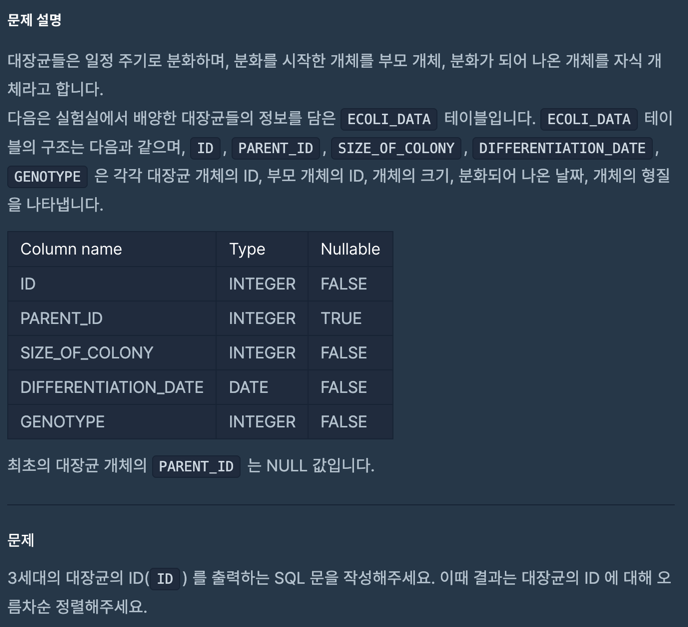 문제 설명
대장균들은 일정 주기로 분화하며, 분화를 시작한 개체를 부모 개체, 분화가 되어 나온 개체를 자식 개
체라고 합니다.
다음은 실험실에서 배양한 대장균들의 정보를 담은 ECOLI_DATA 테이블입니다. ECOLI_DATA 테이
블의 구조는 다음과 같으며, ID, PARENT_ID, SIZE_OF_COLONY, DIFFERENTIATION_DATE,
GENOTYPE 은 각각 대장균 개체의 ID, 부모 개체의 ID, 개체의 크기, 분화되어 나온 날짜, 개체의 형질
을 나타냅니다.
Column name Type Nullable
ID INTEGER FALSE
PARENT_ID INTEGER TRUE
SIZE_OF_COLONY INTEGER FALSE
DIFFERENTIATION_DATE DATE FALSE
GENOTYPE INTEGER FALSE
최초의 대장균 개체의 PARENT_ID 는 NULL 값입니다.
문제
3세대의 대장균의 ID(ID) 를 출력하는 SQL 문을 작성해주세요. 이때 결과는 대장균의 ID 에 대해 오
름차순 정렬해주세요.